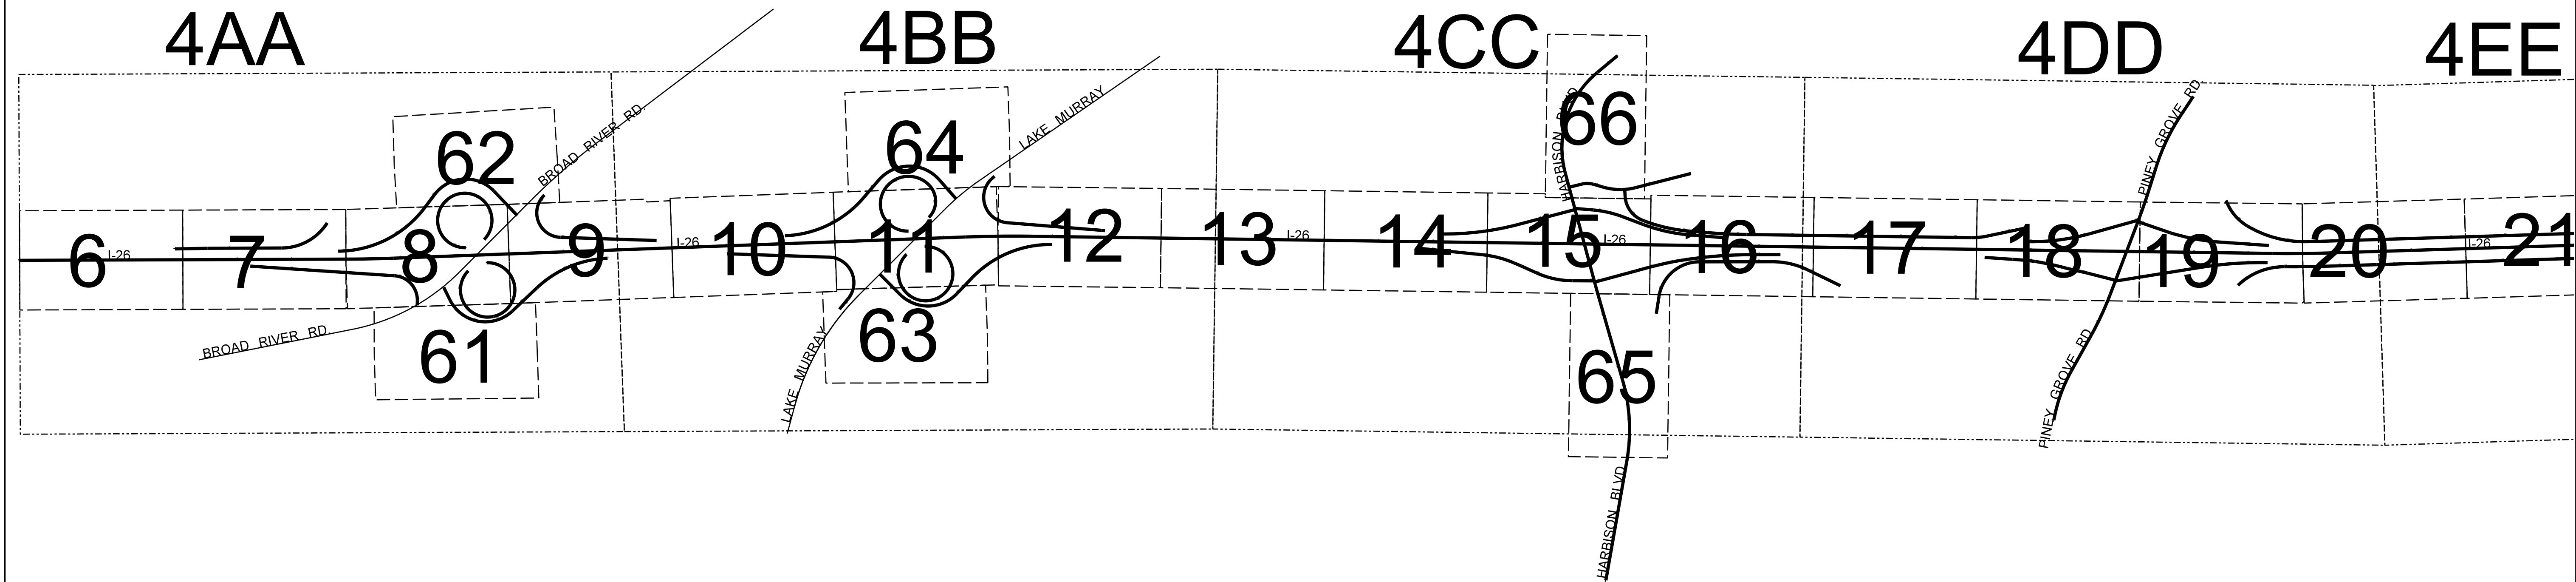 4AA
4BB
4CC
4DD
4EE
62
BROAD RIVER RD.
BROAD RIVER RD.
61
64
LAKE MURRAY
LAKE MURRAY
63
HARBISON BLVD
66
65
HARBISON BLVD
PINEY GROVE RD.
PINEY GROVE RD.
6
I-26
7
8
9
I-26
10
11
12
13
I-26
14
15
I-26
16
17
18
19
20
I-26
21